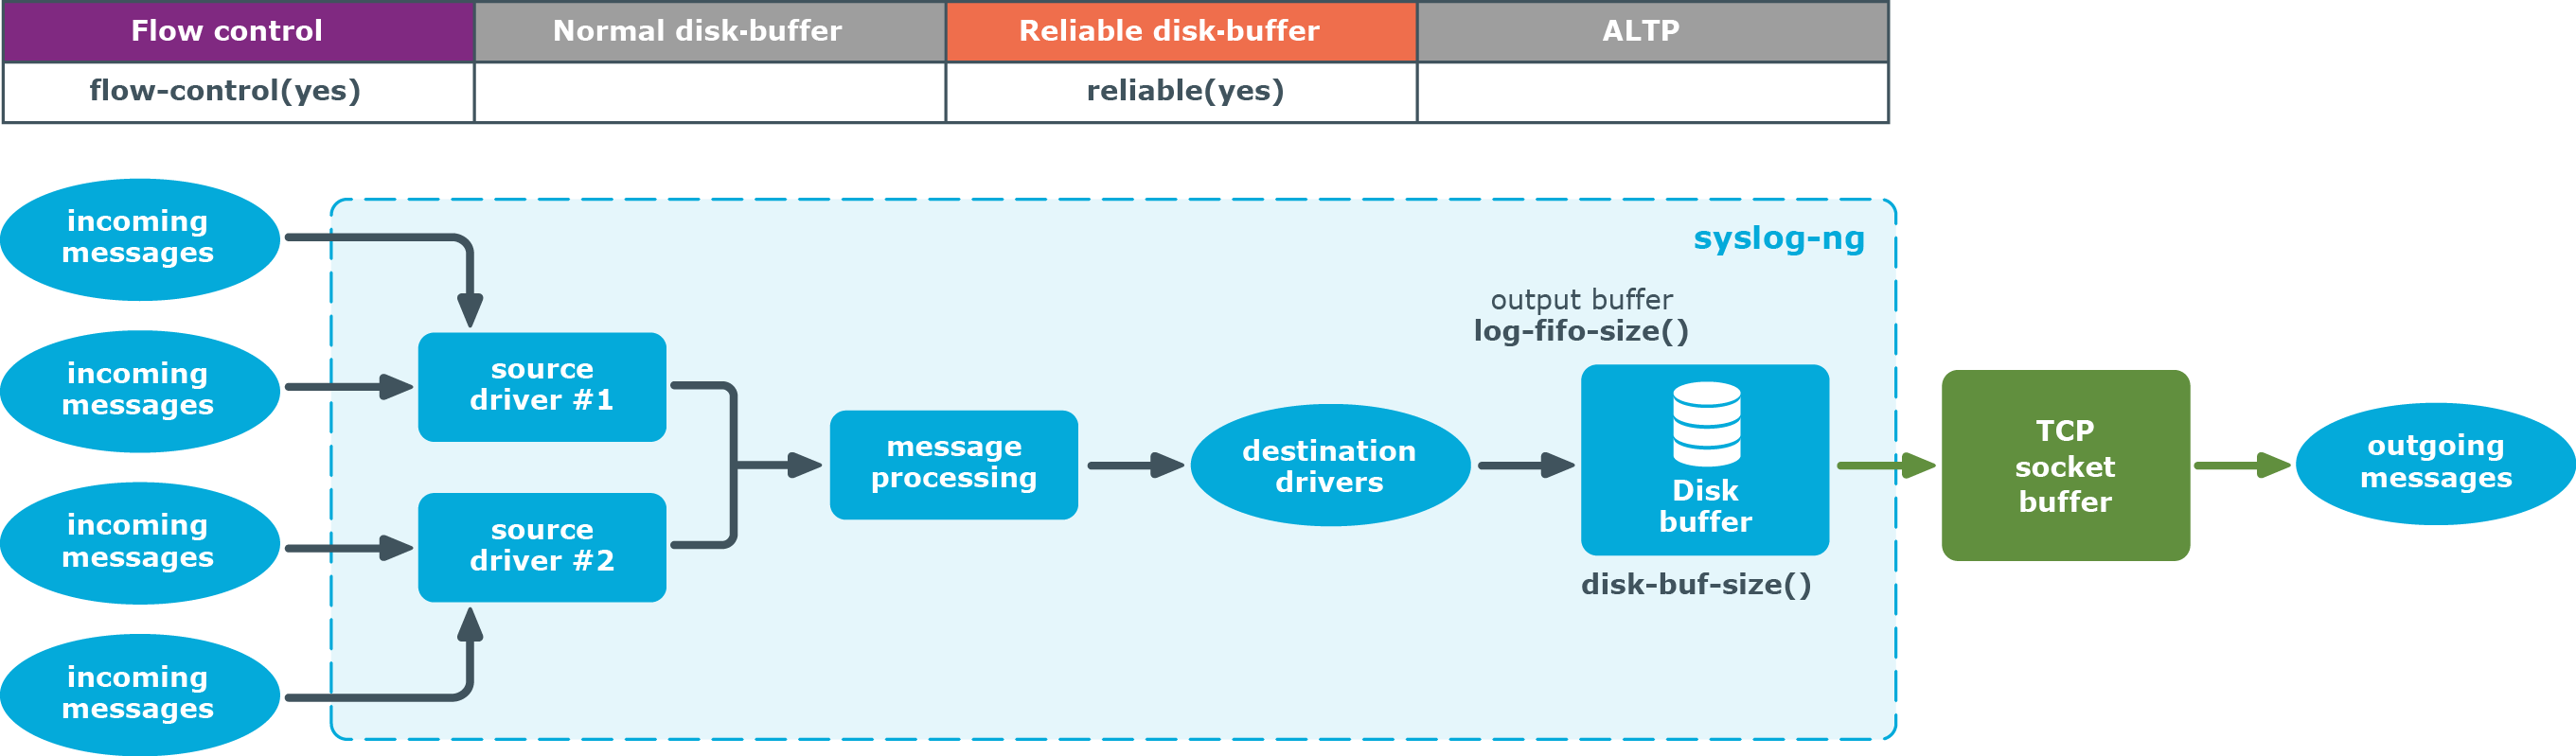 Flow control
Normal disk-buffer
Reliable disk-buffer
ALTP
flow-control(yes)
reliable(yes)
incoming
messages
incoming
messages
incoming
messages
incoming
messages
syslog-ng
source
driver #1
source
driver #2
message
processing
destination
drivers
output buffer
log-fifo-size()
Disk
buffer
disk-buf-size()
TCP
socket
buffer
outgoing
messages